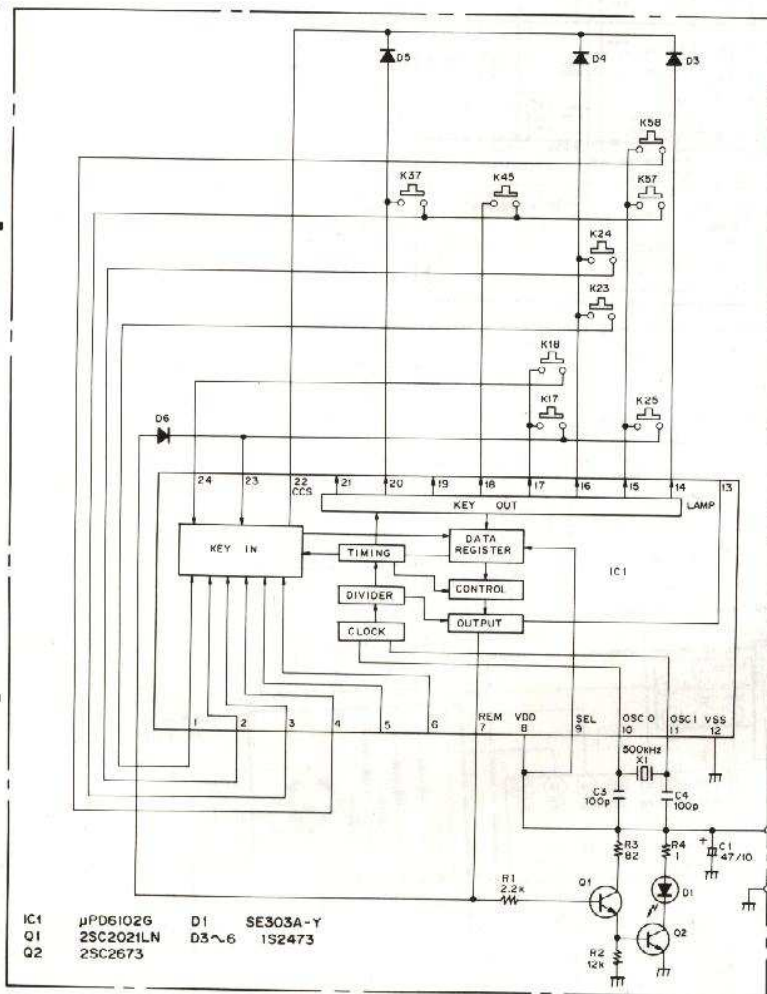 D5
D4
D3
K58
K37
K45
K57
K24
K23
K18
D6
K17
K25
24 23 22 21 20 19 18 17 16 15 14 13
CCS
KEY OUT
LAMP
KEY IN
TIMING
DATA
REGISTER
IC1
DIVIDER
CONTROL
CLOCK
OUTPUT
REM VDD SEL OSCO OSCI VSS
1 2 3 4 5 6 7 8 9 10 11 12
500kHz
X1
C3
100p
C4
100p
R3
82
R4
1
+ C1
47/10
R1
2.2k
Q1
D1
Q2
R2
12k
IC1 µPD6102G D1 SE303A-Y
Q1 2SC2021LN D3~6 1S2473
Q2 2SC2673